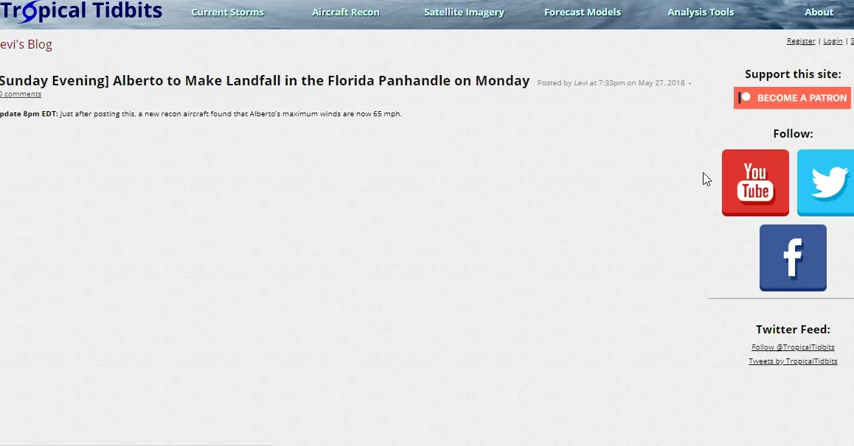 Tropical Tidbits
Current Storms Aircraft Recon Satellite Imagery Forecast Models Analysis Tools About
evi's Blog
Register | Login | S
Sunday Evening] Alberto to Make Landfall in the Florida Panhandle on Monday Posted by Levi at 7:33pm on May 27, 2018 -
0 comments
pdate 8pm EDT: Just after posting this, a new recon aircraft found that Alberto's maximum winds are now 65 mph.
Support this site:
BECOME A PATRON
Follow:
You
Tube
f
Twitter Feed:
Follow @TropicalTidbits
Tweets by TropicalTidbits